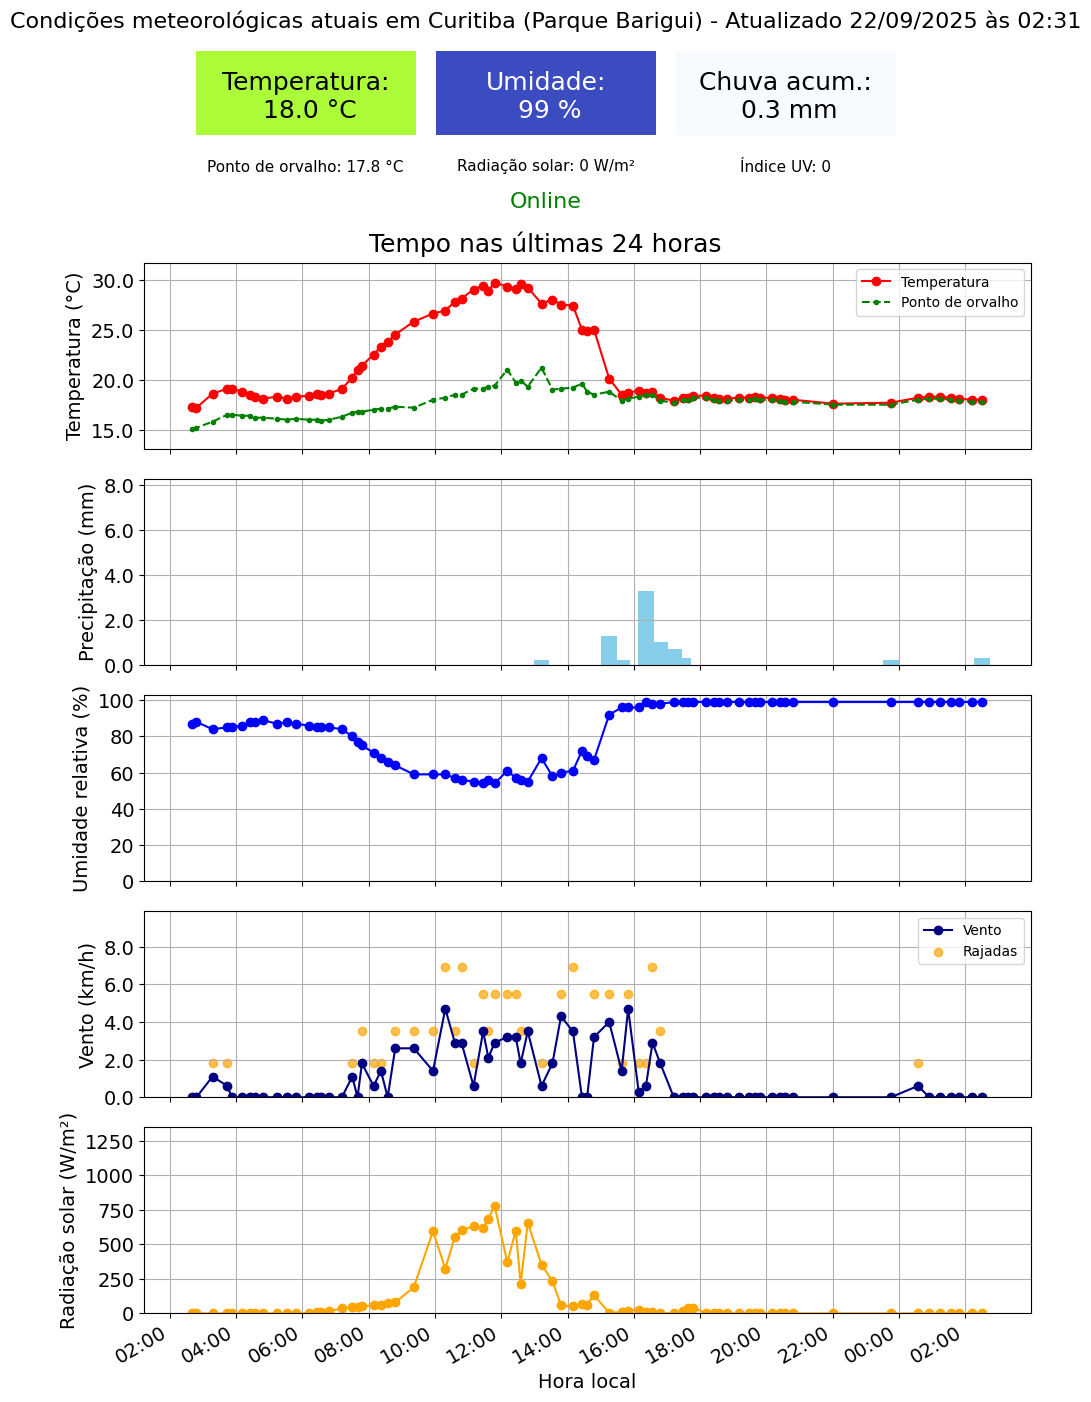 Condições meteorológicas atuais em Curitiba (Parque Barigui) - Atualizado 22/09/2025 às 02:31
Temperatura:
18.0 °C
Umidade:
99 %
Chuva acum.:
0.3 mm
Ponto de orvalho: 17.8 °C
Radiação solar: 0 W/m²
Índice UV: 0
Online
Tempo nas últimas 24 horas
Temperatura (°C)
30.0
25.0
20.0
15.0
Temperatura
Ponto de orvalho
Precipitação (mm)
8.0
6.0
4.0
2.0
0.0
Umidade relativa (%)
100
80
60
40
20
0
Vento (km/h)
8.0
6.0
4.0
2.0
0.0
Vento
Rajadas
Radiação solar (W/m²)
1250
1000
750
500
250
0
02:00
04:00
06:00
08:00
10:00
12:00
14:00
16:00
18:00
20:00
22:00
00:00
02:00
Hora local